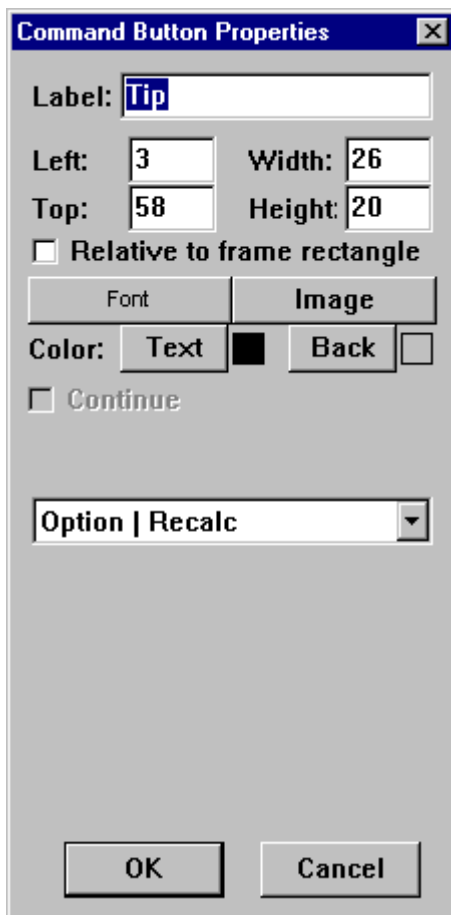 Command Button Properties
Label: Tip
Left: 3 Width: 26
Top: 58 Height: 20
Relative to frame rectangle
Font Image
Color: Text Back
Continue
Option | Recalc
OK Cancel